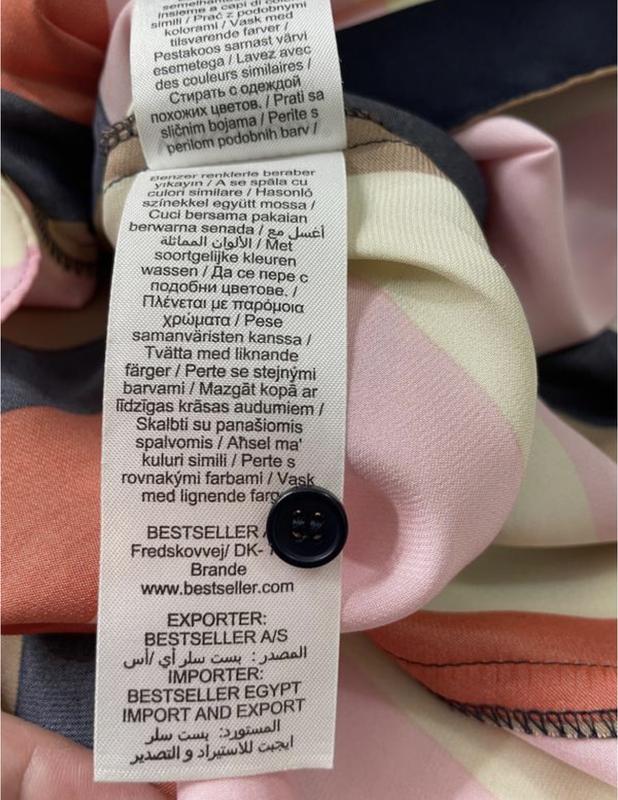 Insieme a capi di colori
simili / Prać z podobnymi
kolorami / Vask med
tilsvarende farver /
Pestakoos samast värvi
esemetega / Lavez avec
des couleurs similaires /
Стирать с одеждой
похожих цветов. / Prati sa
sličnim bojama / Perite s
perilom podobnih barv /
Benzer renklerle beraber
yıkayın / A se spăla cu
culori similare / Hasonló
színekkel együtt mossa /
Cuci bersama pakaian
berwarna senada / أغسل مع
الألوان المماثلة / Met
soortgelijke kleuren
wassen / Да се пере с
подобни цветове. /
Πλένεται με παρόμοια
χρώματα / Pese
samanväristen kanssa /
Tvätta med liknande
färger / Perte se stejnými
barvami / Mazgāt kopā ar
līdzīgas krāsas audumiem /
Skalbti su panašiomis
spalvomis / Aħsel ma'
kuluri simili / Perte s
rovnakými farbami / Vask
med lignende
BESTSELLER
Fredskovvej/ DK-
Brande
www.bestseller.com
EXPORTER:
BESTSELLER A/S
المصدر : بست سلر أي /أس
IMPORTER:
BESTSELLER EGYPT
IMPORT AND EXPORT
المستورد: بست سلر
ايجبت للاستيراد و التصدير